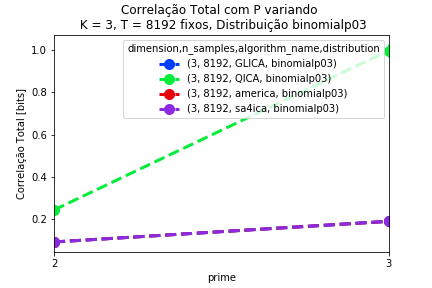 Correlação Total com P variando
K = 3, T = 8192 fixos, Distribuição binomialp03
dimension,n_samples,algorithm_name,distribution
(3, 8192, GLICA, binomialp03)
(3, 8192, QICA, binomialp03)
(3, 8192, america, binomialp03)
(3, 8192, sa4ica, binomialp03)
Correlação Total [bits]
1.0
0.8
0.6
0.4
0.2
2 3
prime